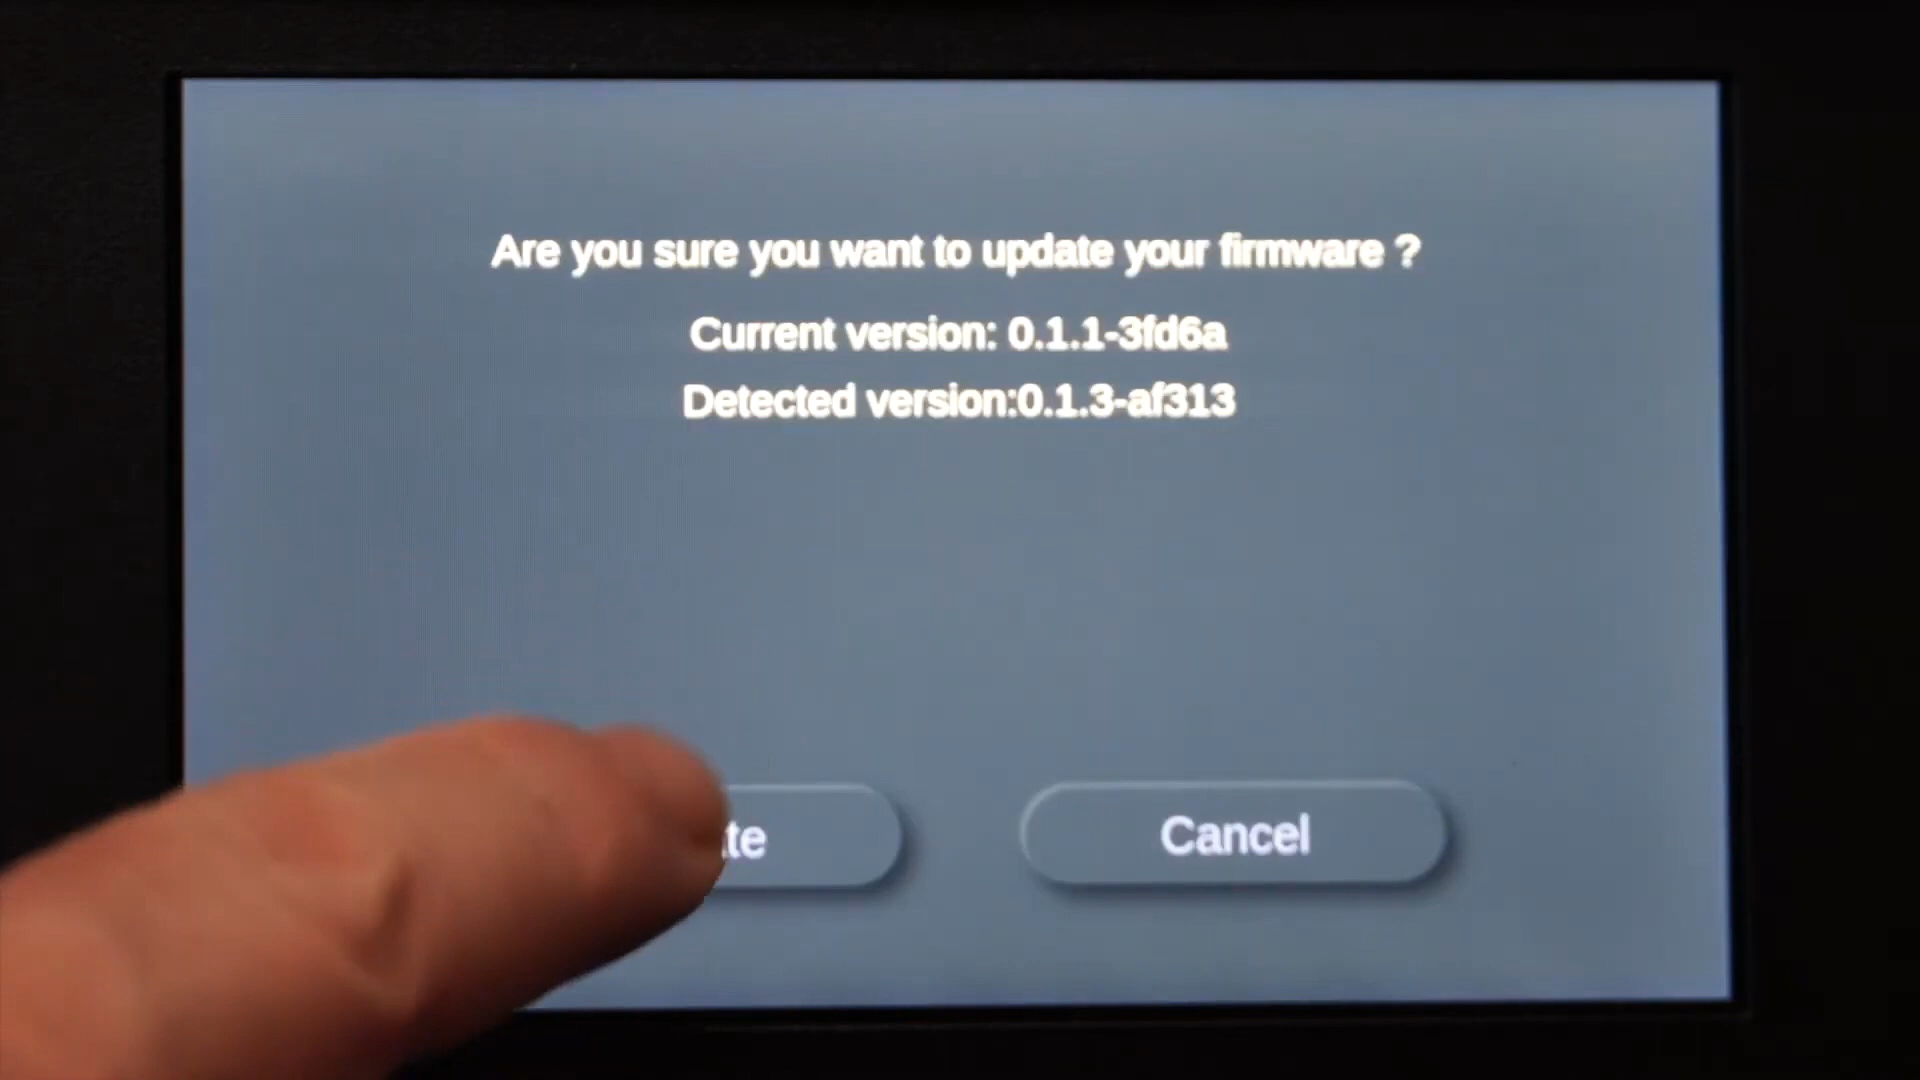 Are you sure you want to update your firmware ?
Current version: 0.1.1-3fd6a
Detected version:0.1.3-af313
Cancel